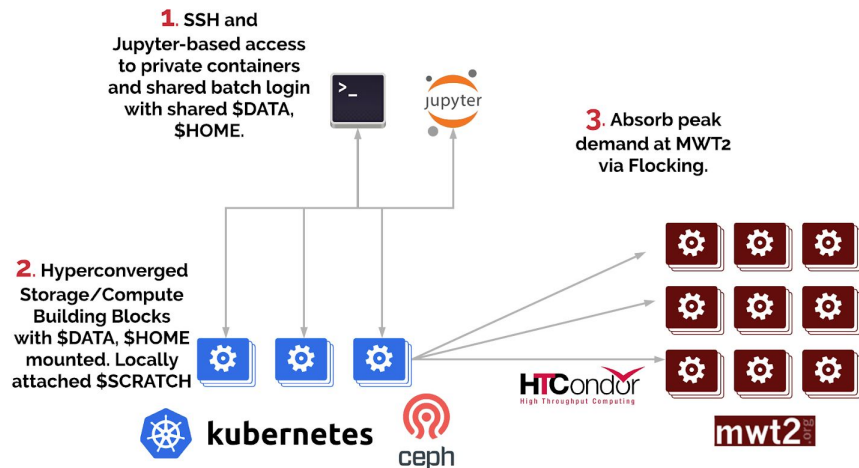 1. SSH and
Jupyter-based access
to private containers
and shared batch login
with shared $DATA,
$HOME.
>_
jupyter
3. Absorb peak
demand at MWT2
via Flocking.
2. Hyperconverged
Storage/Compute
Building Blocks
with $DATA, $HOME
mounted. Locally
attached $SCRATCH
HTCondor
High Throughput Computing
kubernetes
ceph
mwt2.org